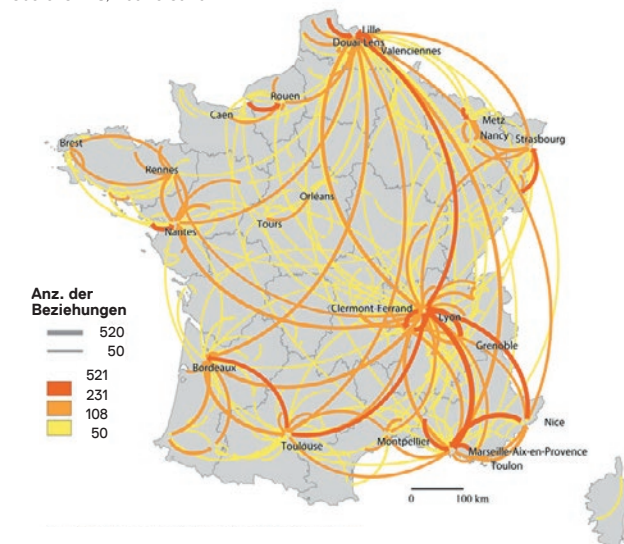 Lille
Douai-Lens
Valenciennes
Rouen
Caen
Metz
Nancy
Strasbourg
Brest
Rennes
Orléans
Tours
Nantes
Clermont Ferrand
Lyon
Grenoble
Anz. der
Beziehungen
520
50
521
231
108
50
Bordeaux
Nice
Toulouse
Montpellier
Marseille-Aix-en-Provence
Toulon
0 100 km